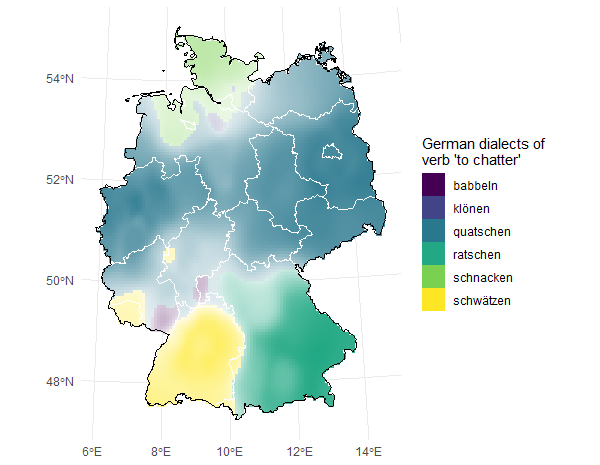 54°N
52°N
50°N
48°N
6°E
8°E
10°E
12°E
14°E
German dialects of
verb 'to chatter'
babbeln
klönen
quatschen
ratschen
schnacken
schwätzen